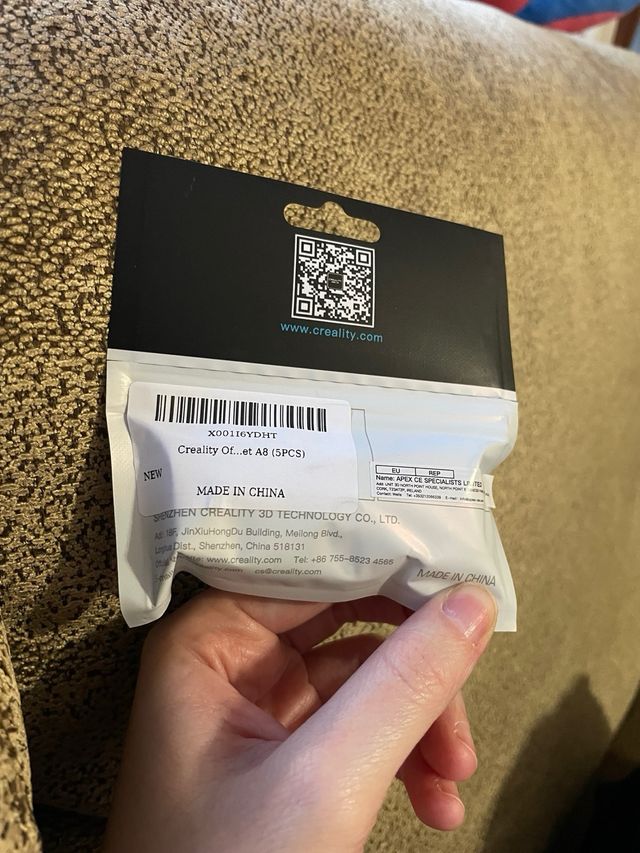 www.creality.com
X001I6YDHT
Creality Of...et A8 (5PCS)
NEW
MADE IN CHINA
EU REP
Name: APEX CE SPECIALISTS LIMITED
SHENZHEN CREALITY 3D TECHNOLOGY CO., LTD.
Ad: 18F, JinXiuHongDu Building, Meilong Blvd.,
Dist., Shenzhen, China 518131
www.creality.com Tel: +86 755-8523 4565
cs@creality.com
MADE IN CHINA